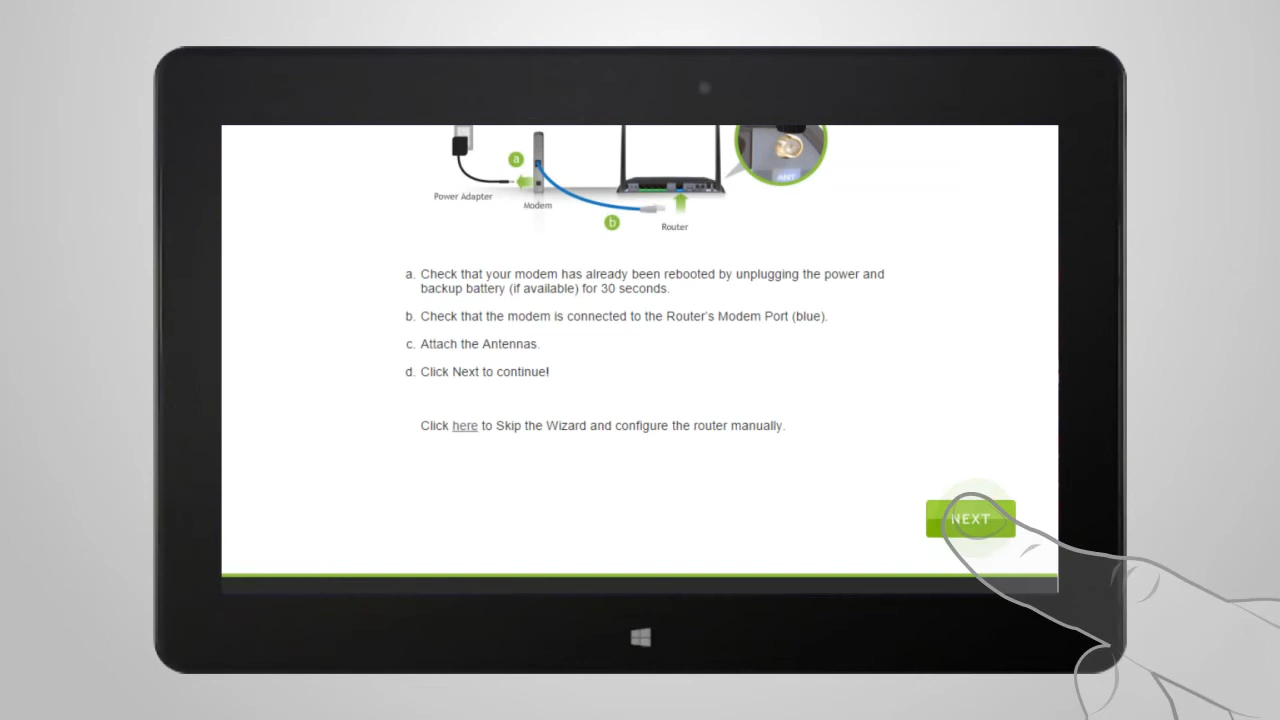 ANT
a
Power Adapter
Modem
b
Router
a. Check that your modem has already been rebooted by unplugging the power and
backup battery (if available) for 30 seconds.
b. Check that the modem is connected to the Router's Modem Port (blue).
c. Attach the Antennas.
d. Click Next to continue!
Click here to Skip the Wizard and configure the router manually.
NEXT